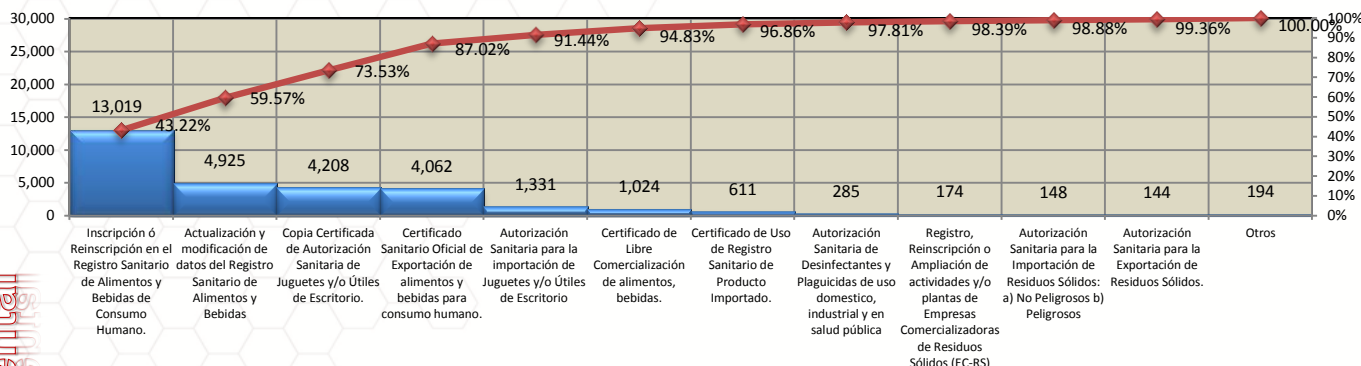 30,000
25,000
20,000
15,000
10,000
5,000
0
13,019
4,925
4,208
4,062
1,331
1,024
611
285
174
148
144
194
43.22%
59.57%
73.53%
87.02%
91.44%
94.83%
96.86%
97.81%
98.39%
98.88%
99.36%
100.00%
100%
90%
80%
70%
60%
50%
40%
30%
20%
10%
0%
Inscripción ó
Reinscripción en el
Registro Sanitario
de Alimentos y
Bebidas de
Consumo
Humano.
Actualización y
modificación de
datos del Registro
Sanitario de
Alimentos y
Bebidas
Copia Certificada
de Autorización
Sanitaria de
Juguetes y/o Útiles
de Escritorio.
Certificado
Sanitario Oficial de
Exportación de
alimentos y
bebidas para
consumo humano.
Autorización
Sanitaria para la
importación de
Juguetes y/o Útiles
de Escritorio
Certificado de
Libre
Comercialización
de alimentos,
bebidas.
Certificado de Uso
de Registro
Sanitario de
Producto
Importado.
Autorización
Sanitaria de
Desinfectantes y
Plaguicidas de uso
domestico,
industrial y en
salud pública
Registro,
Reinscripción o
Ampliación de
actividades y/o
plantas de
Empresas
Comercializadoras
de Residuos
Sólidos (EC-RS)
Autorización
Sanitaria para la
Importación de
Residuos Sólidos:
a) No Peligrosos b)
Peligrosos
Autorización
Sanitaria para la
Exportación de
Residuos Sólidos.
Otros